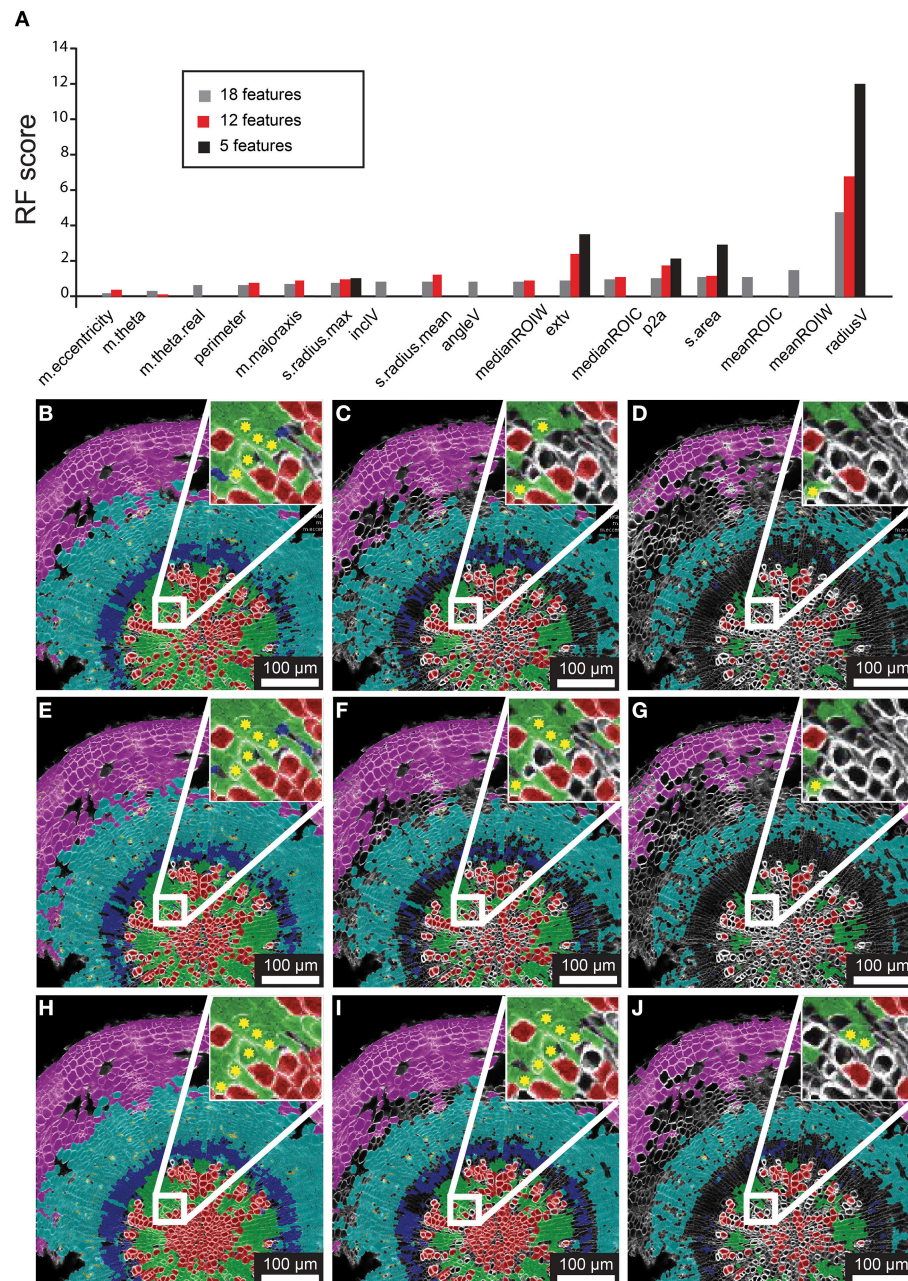 A
14
12
10
8
6
4
2
0
RF score
18 features
12 features
5 features
m.eccentricity
m.theta
m.theta.real
perimeter
m.majoraxis
s.radius.max
inclV
s.radius.mean
angleV
medianROIW
extv
medianROIC
p2a
s.area
meanROIC
meanROIW
radiusV
B
C
D
100 µm
100 µm
100 µm
E
F
G
100 µm
100 µm
100 µm
H
I
J
100 µm
100 µm
100 µm